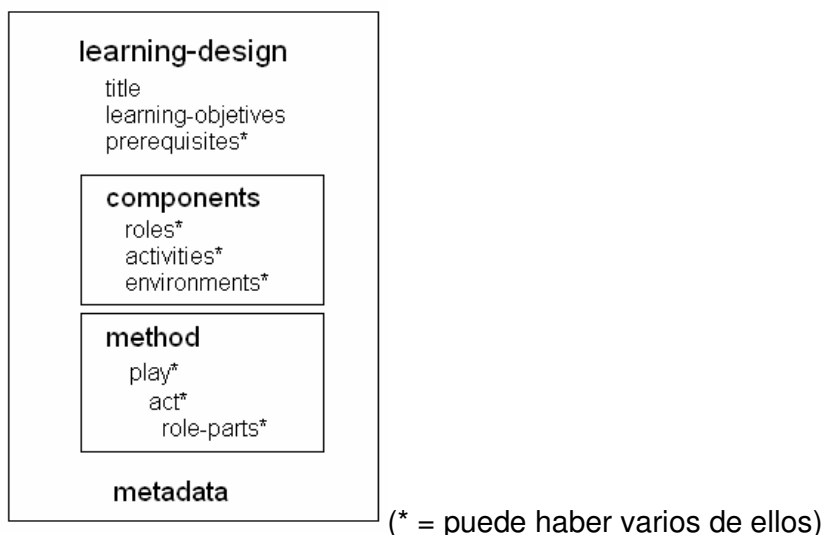 learning-design
title
learning-objetives
prerequisites*
components
roles*
activities*
environments*
method
play*
act*
role-parts*
metadata
(* = puede haber varios de ellos)